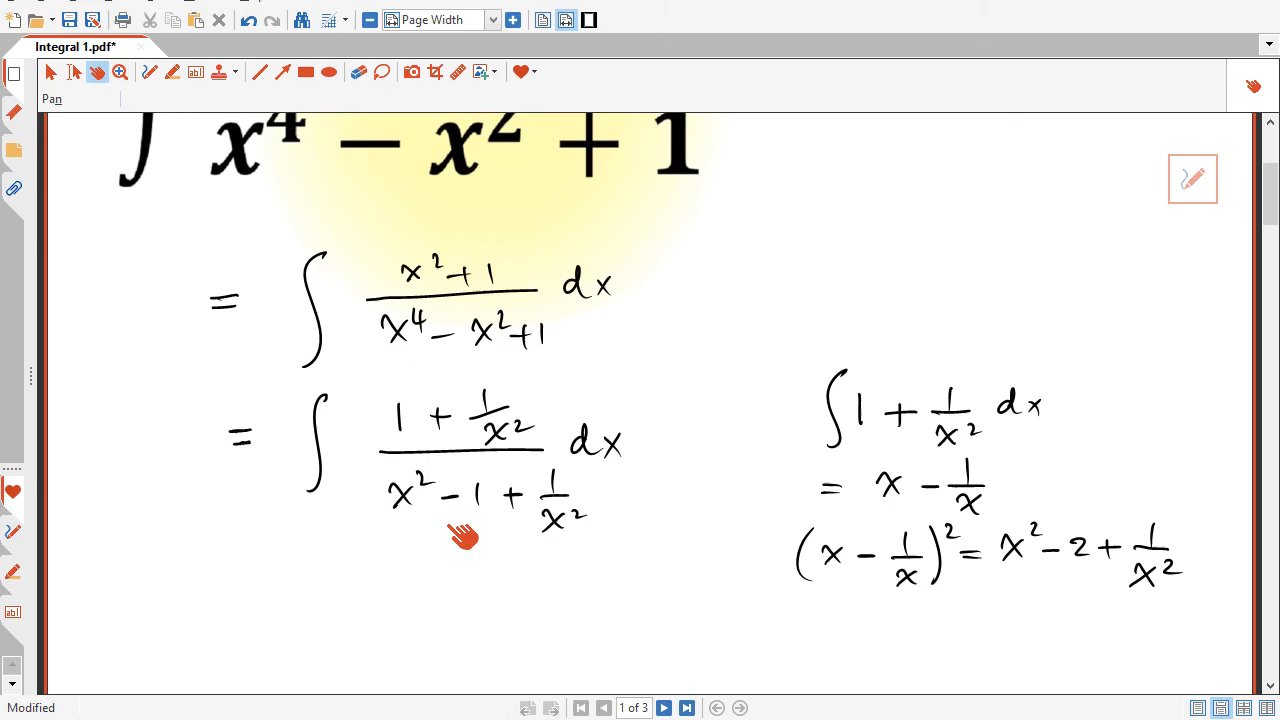 Page Width
Integral 1.pdf*
Pan
∫ x⁴ − x² + 1
= ∫ (x² + 1)/(x⁴ − x² + 1) dx
= ∫ (1 + 1/x²)/(x² − 1 + 1/x²) dx
∫ 1 + 1/x² dx
= x − 1/x
(x − 1/x)² = x² − 2 + 1/x²
Modified
1 of 3